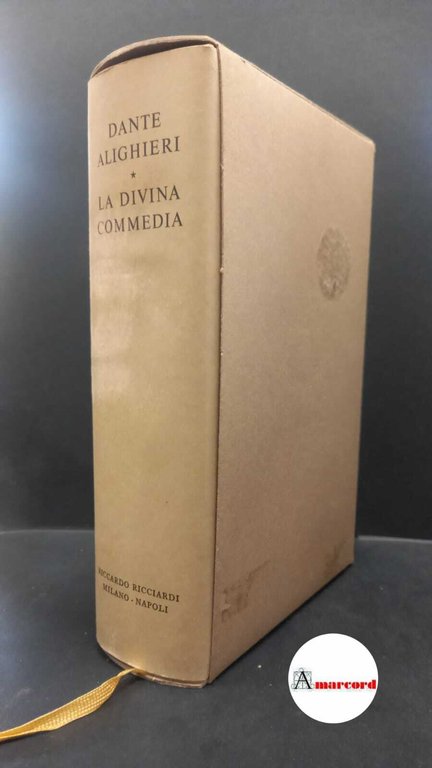 DANTE
ALIGHIERI
*
LA DIVINA
COMMEDIA
RICCARDO RICCIARDI
MILANO - NAPOLI
Amarcord